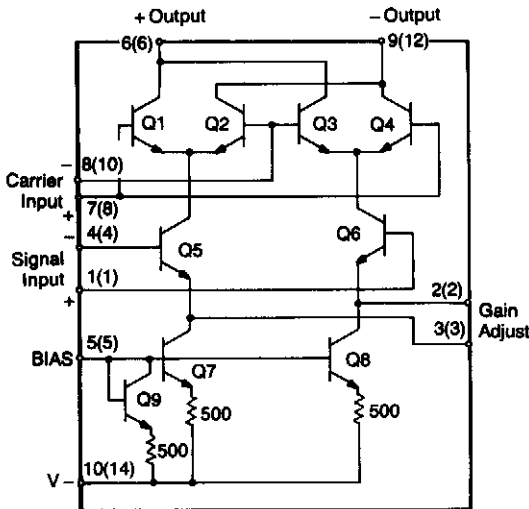 + Output
− Output
6(6)
9(12)
Q1
Q2
Q3
Q4
−
8(10)
Carrier
Input
7(8)
+
−
4(4)
Q5
Q6
Signal
Input
1(1)
+
2(2)
Gain
Adjust
3(3)
5(5)
BIAS
Q7
Q8
Q9
500
500
500
10(14)
V −